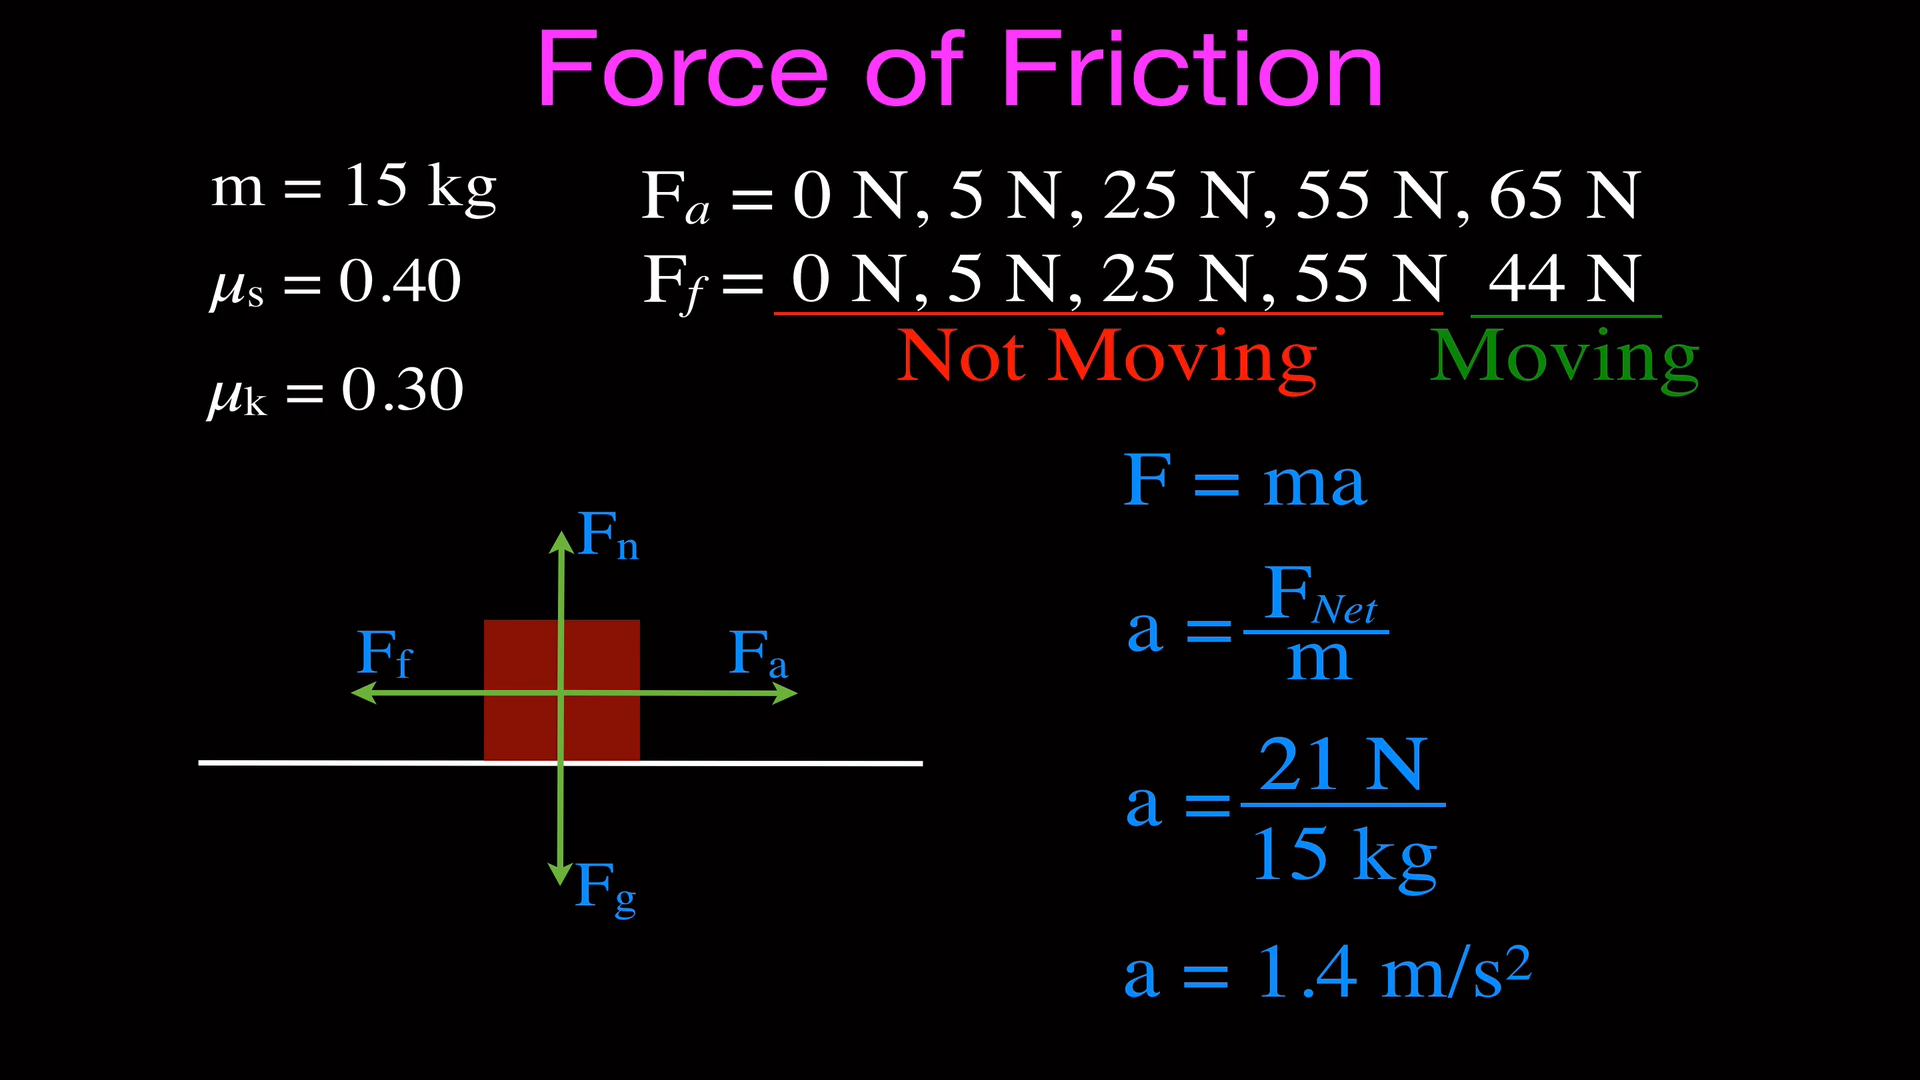 Force of Friction
m = 15 kg
μs = 0.40
μk = 0.30
Fa = 0 N, 5 N, 25 N, 55 N, 65 N
Ff = 0 N, 5 N, 25 N, 55 N 44 N
Not Moving Moving
Fn
Ff Fa
Fg
F = ma
a = FNet / m
a = 21 N / 15 kg
a = 1.4 m/s²